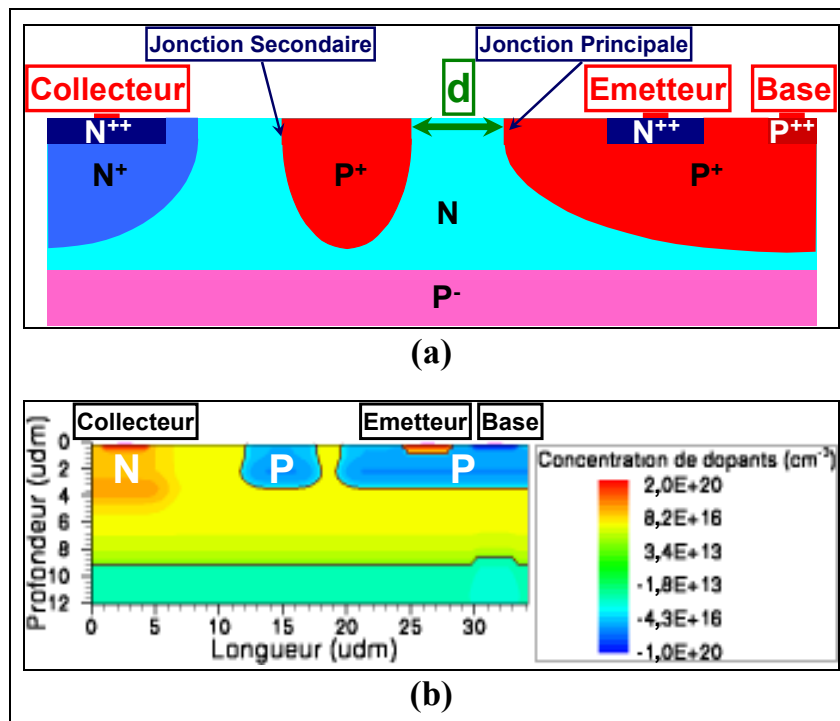 Jonction Secondaire
Jonction Principale
Collecteur
d
Emetteur
Base
N++
N++
P++
N+
P+
P+
N
P-
(a)
Collecteur
Emetteur
Base
Profondeur (udm)
0
2
4
6
8
10
12
N
P
P
0
5
10
15
20
25
30
Longueur (udm)
Concentration de dopants (cm-3)
2,0E+20
8,2E+16
3,4E+13
-1,8E+13
-4,3E+16
-1,0E+20
(b)